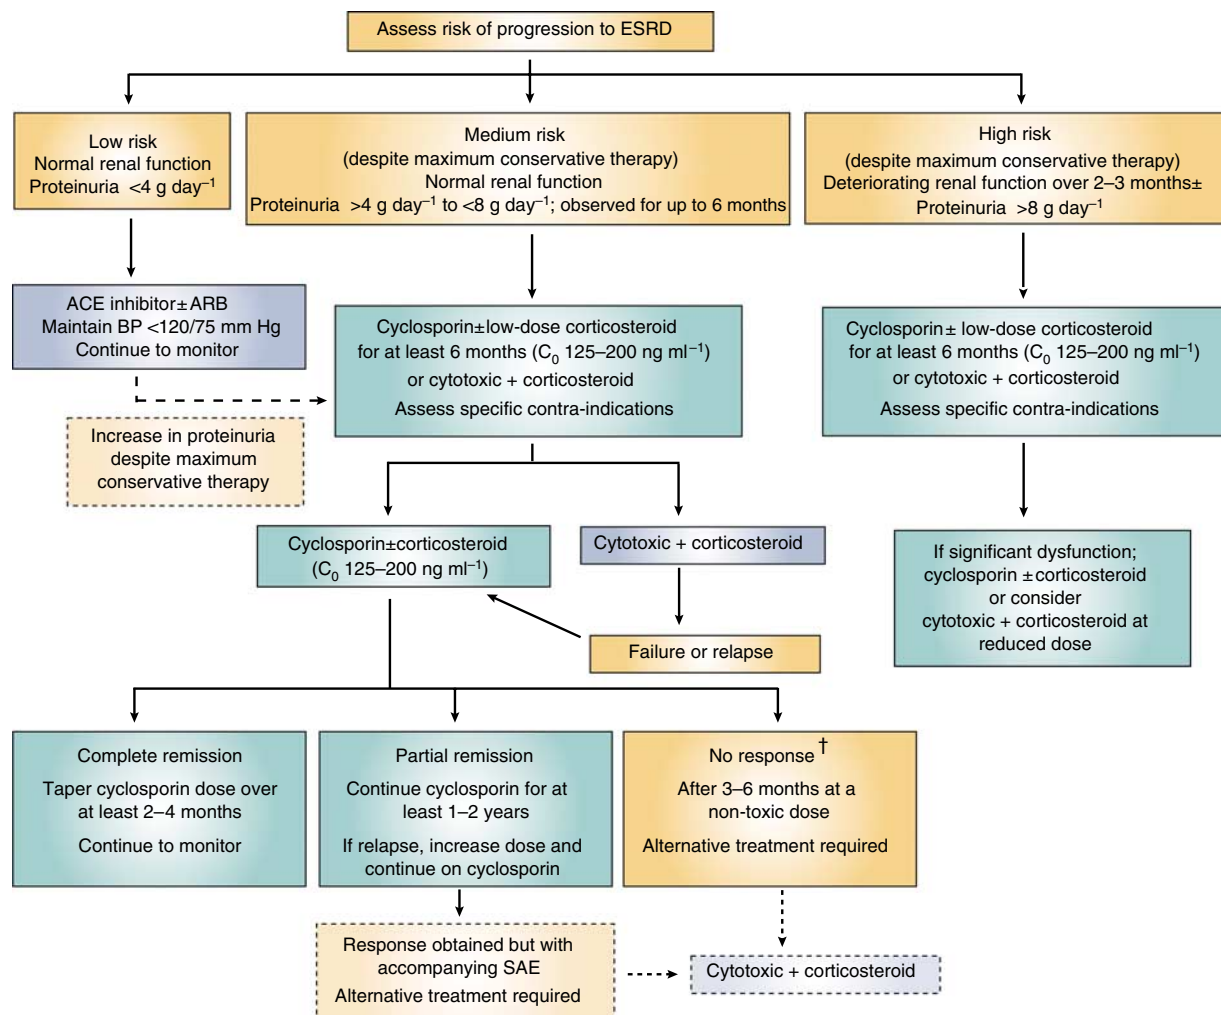 Assess risk of progression to ESRD
Low risk
Normal renal function
Proteinuria <4 g day⁻¹
Medium risk
(despite maximum conservative therapy)
Normal renal function
Proteinuria >4 g day⁻¹ to <8 g day⁻¹; observed for up to 6 months
High risk
(despite maximum conservative therapy)
Deteriorating renal function over 2–3 months±
Proteinuria >8 g day⁻¹
ACE inhibitor±ARB
Maintain BP <120/75 mm Hg
Continue to monitor
Cyclosporin±low-dose corticosteroid
for at least 6 months (C₀ 125–200 ng ml⁻¹)
or cytotoxic + corticosteroid
Assess specific contra-indications
Cyclosporin± low-dose corticosteroid
for at least 6 months (C₀ 125–200 ng ml⁻¹)
or cytotoxic + corticosteroid
Assess specific contra-indications
Increase in proteinuria
despite maximum
conservative therapy
Cyclosporin±corticosteroid
(C₀ 125–200 ng ml⁻¹)
Cytotoxic + corticosteroid
If significant dysfunction;
cyclosporin ±corticosteroid
or consider
cytotoxic + corticosteroid at
reduced dose
Failure or relapse
Complete remission
Taper cyclosporin dose over
at least 2–4 months
Continue to monitor
Partial remission
Continue cyclosporin for at
least 1–2 years
If relapse, increase dose and
continue on cyclosporin
No response†
After 3–6 months at a
non-toxic dose
Alternative treatment required
Response obtained but with
accompanying SAE
Alternative treatment required
Cytotoxic + corticosteroid